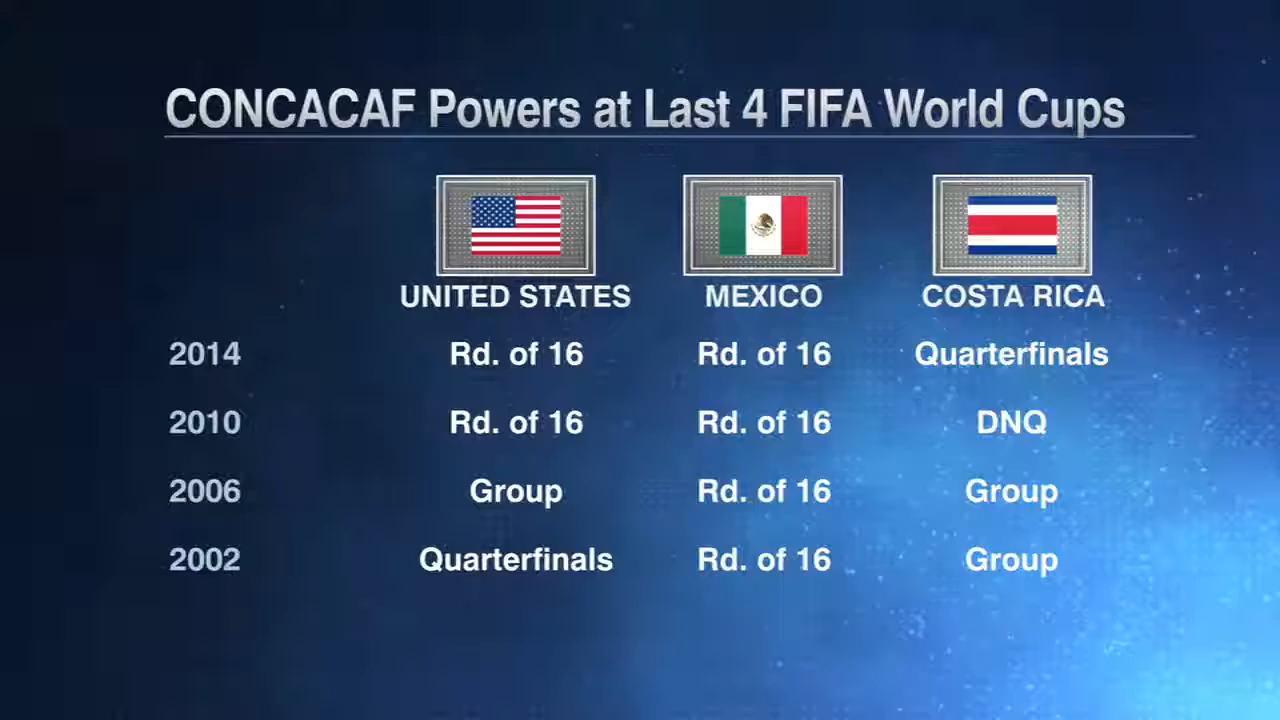 CONCACAF Powers at Last 4 FIFA World Cups
UNITED STATES MEXICO COSTA RICA
2014 Rd. of 16 Rd. of 16 Quarterfinals
2010 Rd. of 16 Rd. of 16 DNQ
2006 Group Rd. of 16 Group
2002 Quarterfinals Rd. of 16 Group